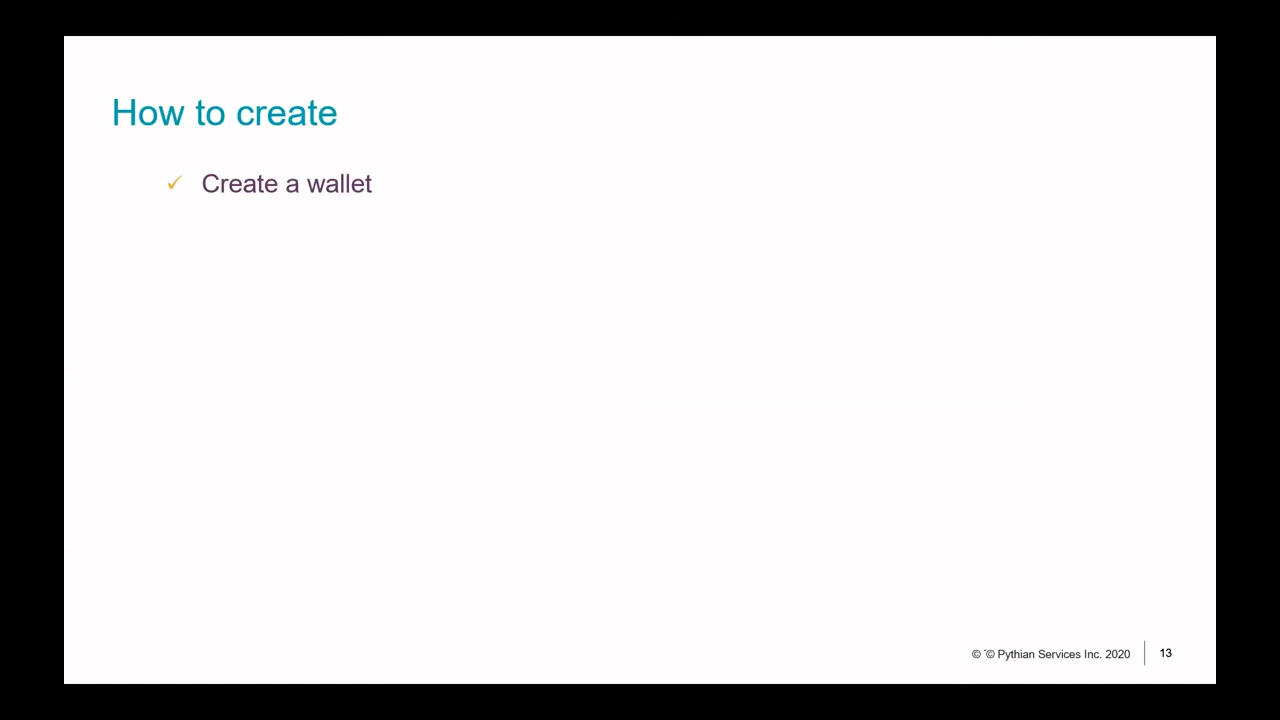 How to create
✓ Create a wallet
© ¨© Pythian Services Inc. 2020
13